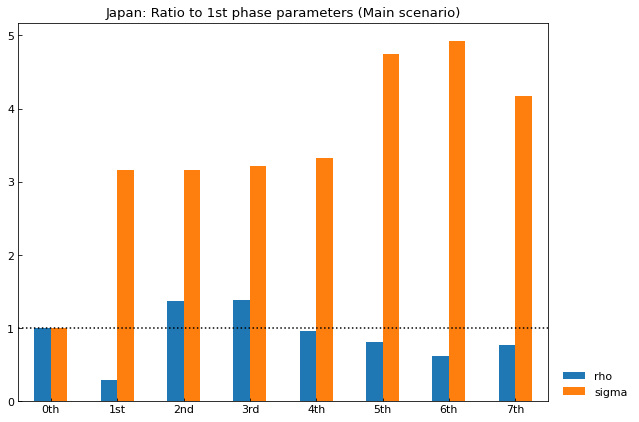 Japan: Ratio to 1st phase parameters (Main scenario)
5
4
3
2
1
0
0th 1st 2nd 3rd 4th 5th 6th 7th
rho
sigma